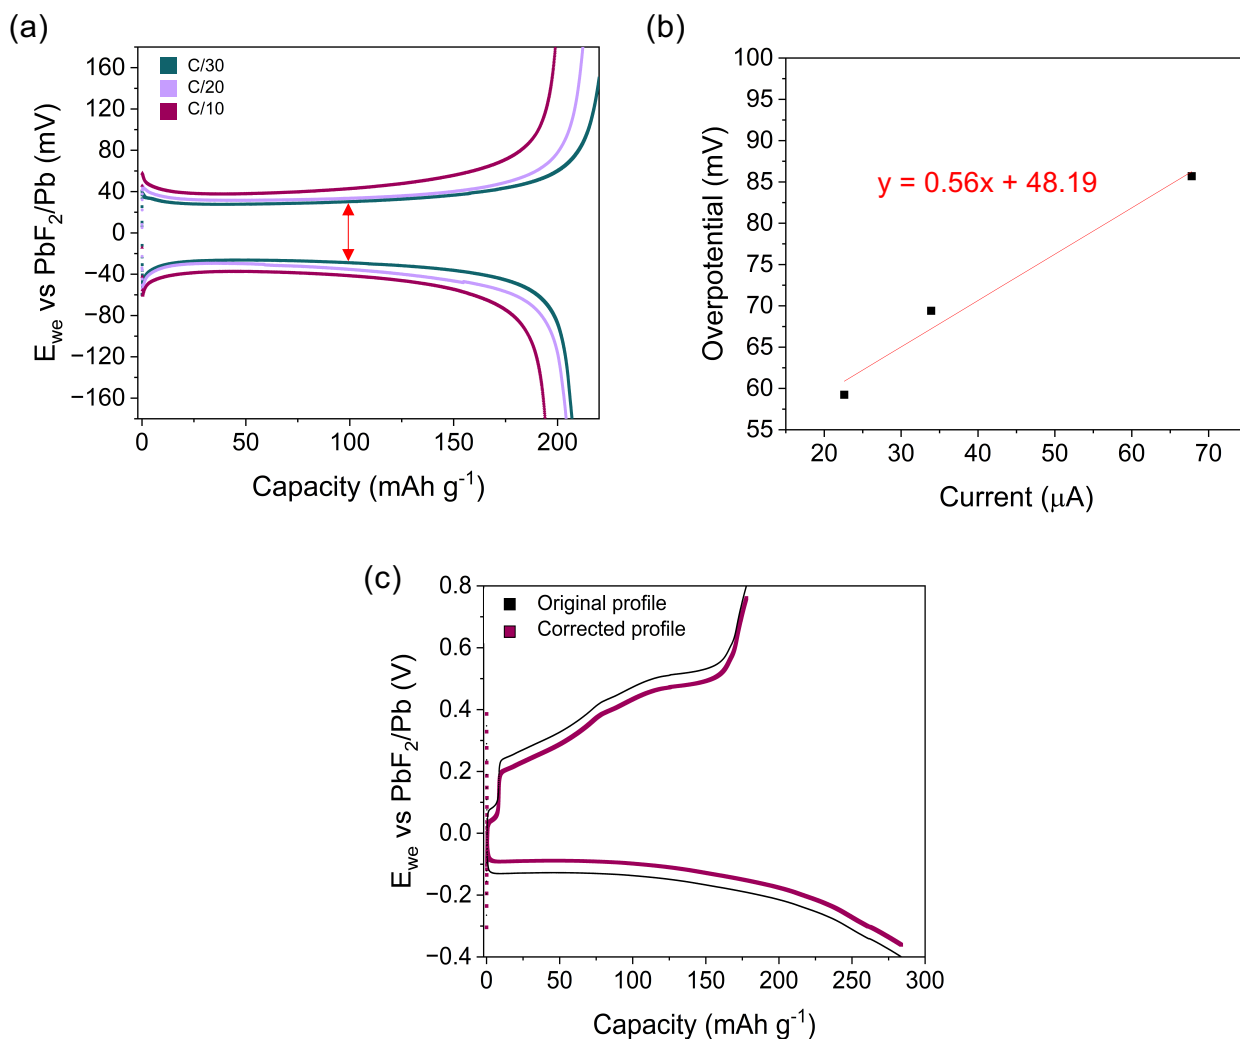 (a)
C/30
C/20
C/10
160
120
80
40
0
−40
−80
−120
−160
E_we vs PbF₂/Pb (mV)
0
50
100
150
200
Capacity (mAh g⁻¹)
(b)
100
95
90
85
80
75
70
65
60
55
Overpotential (mV)
y = 0.56x + 48.19
20
30
40
50
60
70
Current (μA)
(c)
Original profile
Corrected profile
0.8
0.6
0.4
0.2
0.0
−0.2
−0.4
E_we vs PbF₂/Pb (V)
0
50
100
150
200
250
300
Capacity (mAh g⁻¹)